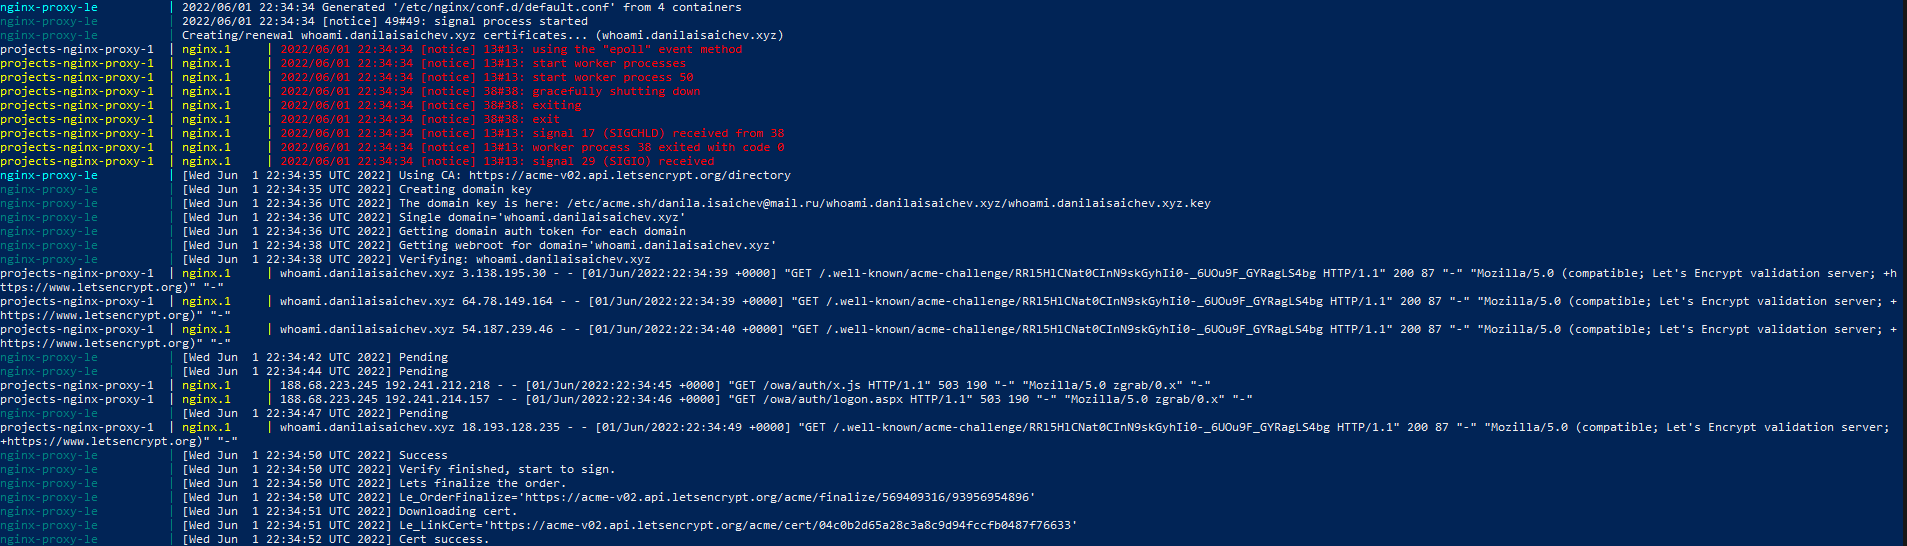 nginx-proxy-le | 2022/06/01 22:34:34 Generated '/etc/nginx/conf.d/default.conf' from 4 containers
nginx-proxy-le | 2022/06/01 22:34:34 [notice] 49#49: signal process started
nginx-proxy-le | Creating/renewal whoami.danilaisaichev.xyz certificates... (whoami.danilaisaichev.xyz)
projects-nginx-proxy-1 | nginx.1 | 2022/06/01 22:34:34 [notice] 13#13: using the "epoll" event method
projects-nginx-proxy-1 | nginx.1 | 2022/06/01 22:34:34 [notice] 13#13: start worker processes
projects-nginx-proxy-1 | nginx.1 | 2022/06/01 22:34:34 [notice] 13#13: start worker process 50
projects-nginx-proxy-1 | nginx.1 | 2022/06/01 22:34:34 [notice] 38#38: gracefully shutting down
projects-nginx-proxy-1 | nginx.1 | 2022/06/01 22:34:34 [notice] 38#38: exiting
projects-nginx-proxy-1 | nginx.1 | 2022/06/01 22:34:34 [notice] 38#38: exit
projects-nginx-proxy-1 | nginx.1 | 2022/06/01 22:34:34 [notice] 13#13: signal 17 (SIGCHLD) received from 38
projects-nginx-proxy-1 | nginx.1 | 2022/06/01 22:34:34 [notice] 13#13: worker process 38 exited with code 0
projects-nginx-proxy-1 | nginx.1 | 2022/06/01 22:34:34 [notice] 13#13: signal 29 (SIGIO) received
nginx-proxy-le | [Wed Jun 1 22:34:35 UTC 2022] Using CA: https://acme-v02.api.letsencrypt.org/directory
nginx-proxy-le | [Wed Jun 1 22:34:35 UTC 2022] Creating domain key
nginx-proxy-le | [Wed Jun 1 22:34:36 UTC 2022] The domain key is here: /etc/acme.sh/danila.isaichev@mail.ru/whoami.danilaisaichev.xyz/whoami.danilaisaichev.xyz.key
nginx-proxy-le | [Wed Jun 1 22:34:36 UTC 2022] Single domain='whoami.danilaisaichev.xyz'
nginx-proxy-le | [Wed Jun 1 22:34:36 UTC 2022] Getting domain auth token for each domain
nginx-proxy-le | [Wed Jun 1 22:34:38 UTC 2022] Getting webroot for domain='whoami.danilaisaichev.xyz'
nginx-proxy-le | [Wed Jun 1 22:34:38 UTC 2022] Verifying: whoami.danilaisaichev.xyz
projects-nginx-proxy-1 | nginx.1 | whoami.danilaisaichev.xyz 3.138.195.30 - - [01/Jun/2022:22:34:39 +0000] "GET /.well-known/acme-challenge/RRl5HlCNat0CInN9skGyhIi0-_6UOu9F_GYRagLS4bg HTTP/1.1" 200 87 "-" "Mozilla/5.0 (compatible; Let's Encrypt validation server; +h
ttps://www.letsencrypt.org)" "-"
projects-nginx-proxy-1 | nginx.1 | whoami.danilaisaichev.xyz 64.78.149.164 - - [01/Jun/2022:22:34:39 +0000] "GET /.well-known/acme-challenge/RRl5HlCNat0CInN9skGyhIi0-_6UOu9F_GYRagLS4bg HTTP/1.1" 200 87 "-" "Mozilla/5.0 (compatible; Let's Encrypt validation server; +
https://www.letsencrypt.org)" "-"
projects-nginx-proxy-1 | nginx.1 | whoami.danilaisaichev.xyz 54.187.239.46 - - [01/Jun/2022:22:34:40 +0000] "GET /.well-known/acme-challenge/RRl5HlCNat0CInN9skGyhIi0-_6UOu9F_GYRagLS4bg HTTP/1.1" 200 87 "-" "Mozilla/5.0 (compatible; Let's Encrypt validation server; +
https://www.letsencrypt.org)" "-"
nginx-proxy-le | [Wed Jun 1 22:34:42 UTC 2022] Pending
nginx-proxy-le | [Wed Jun 1 22:34:44 UTC 2022] Pending
projects-nginx-proxy-1 | nginx.1 | 188.68.223.245 192.241.212.218 - - [01/Jun/2022:22:34:45 +0000] "GET /owa/auth/x.js HTTP/1.1" 503 190 "-" "Mozilla/5.0 zgrab/0.x" "-"
projects-nginx-proxy-1 | nginx.1 | 188.68.223.245 192.241.214.157 - - [01/Jun/2022:22:34:46 +0000] "GET /owa/auth/logon.aspx HTTP/1.1" 503 190 "-" "Mozilla/5.0 zgrab/0.x" "-"
nginx-proxy-le | [Wed Jun 1 22:34:47 UTC 2022] Pending
projects-nginx-proxy-1 | nginx.1 | whoami.danilaisaichev.xyz 18.193.128.235 - - [01/Jun/2022:22:34:49 +0000] "GET /.well-known/acme-challenge/RRl5HlCNat0CInN9skGyhIi0-_6UOu9F_GYRagLS4bg HTTP/1.1" 200 87 "-" "Mozilla/5.0 (compatible; Let's Encrypt validation server;
+https://www.letsencrypt.org)" "-"
nginx-proxy-le | [Wed Jun 1 22:34:50 UTC 2022] Success
nginx-proxy-le | [Wed Jun 1 22:34:50 UTC 2022] Verify finished, start to sign.
nginx-proxy-le | [Wed Jun 1 22:34:50 UTC 2022] Lets finalize the order.
nginx-proxy-le | [Wed Jun 1 22:34:50 UTC 2022] Le_OrderFinalize='https://acme-v02.api.letsencrypt.org/acme/finalize/569409316/93956954896'
nginx-proxy-le | [Wed Jun 1 22:34:51 UTC 2022] Downloading cert.
nginx-proxy-le | [Wed Jun 1 22:34:51 UTC 2022] Le_LinkCert='https://acme-v02.api.letsencrypt.org/acme/cert/04c0b2d65a28c3a8c9d94fccfb0487f76633'
nginx-proxy-le | [Wed Jun 1 22:34:52 UTC 2022] Cert success.